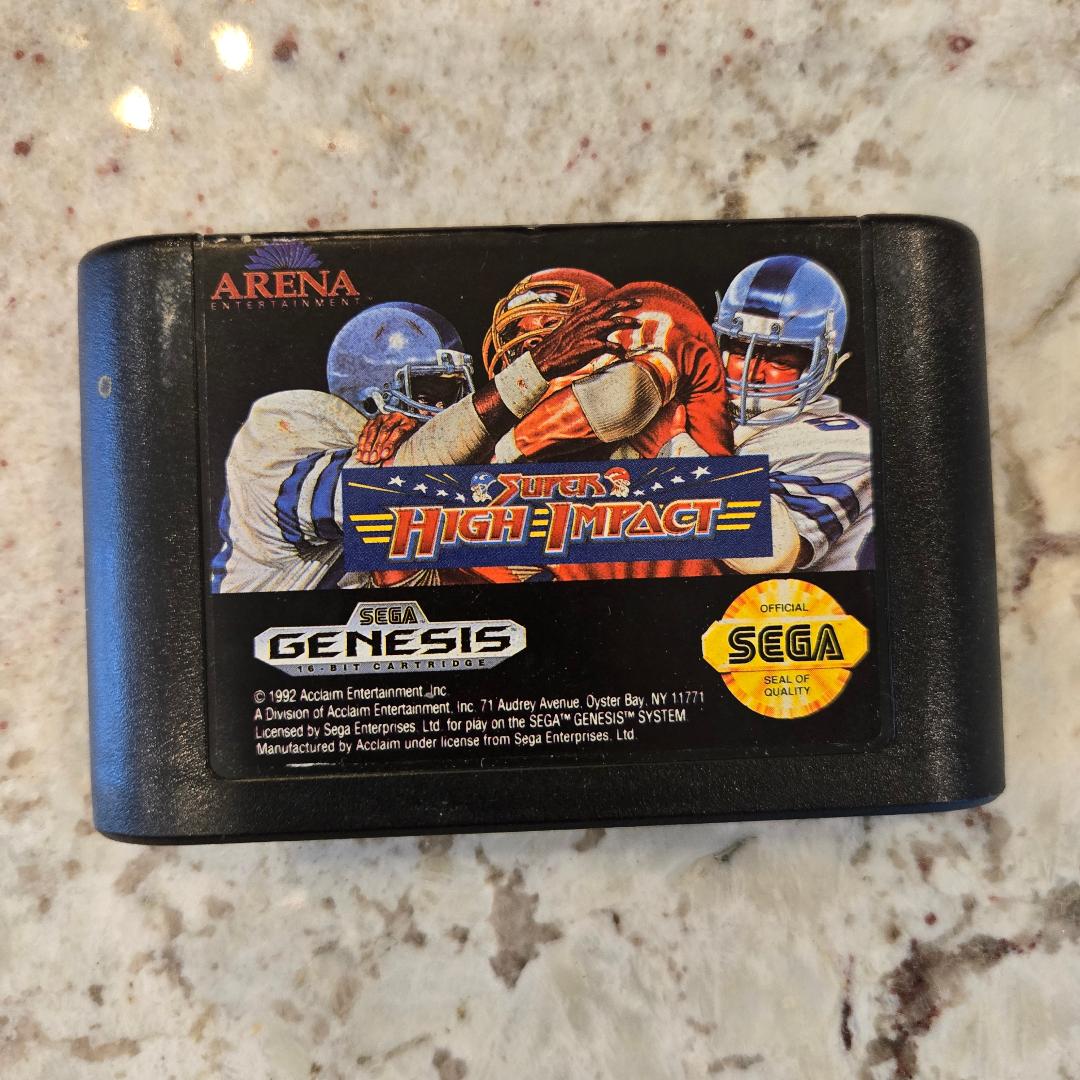 ARENA
ENTERTAINMENT™
SUPER
HIGH IMPACT
SEGA
GENESIS
16-BIT CARTRIDGE
OFFICIAL
SEGA
SEAL OF
QUALITY
© 1992 Acclaim Entertainment, Inc.
A Division of Acclaim Entertainment, Inc. 71 Audrey Avenue, Oyster Bay, NY 11771
Licensed by Sega Enterprises, Ltd. for play on the SEGA™ GENESIS™ SYSTEM.
Manufactured by Acclaim under license from Sega Enterprises, Ltd.